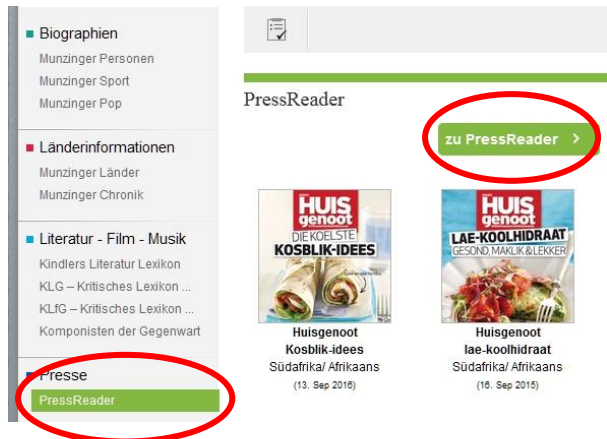 Biographien
Munzinger Personen
Munzinger Sport
Munzinger Pop
Länderinformationen
Munzinger Länder
Munzinger Chronik
Literatur - Film - Musik
Kindlers Literatur Lexikon
KLG – Kritisches Lexikon ...
KLfG – Kritisches Lexikon ...
Komponisten der Gegenwart
Presse
PressReader
PressReader
zu PressReader
HUIS
genoot
DIE KOELSTE
KOSBLIK-IDEES
Huisgenoot
Kosblik-idees
Südafrika/ Afrikaans
(13. Sep 2016)
HUIS
genoot
LAE-KOOLHIDRAAT
GESOND, MAKLIK & LEKKER
Huisgenoot
lae-koolhidraat
Südafrika/ Afrikaans
(16. Sep 2015)